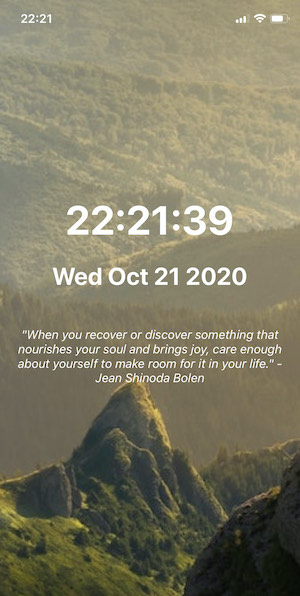 22:21
22:21:39
Wed Oct 21 2020
"When you recover or discover something that
nourishes your soul and brings joy, care enough
about yourself to make room for it in your life." -
Jean Shinoda Bolen